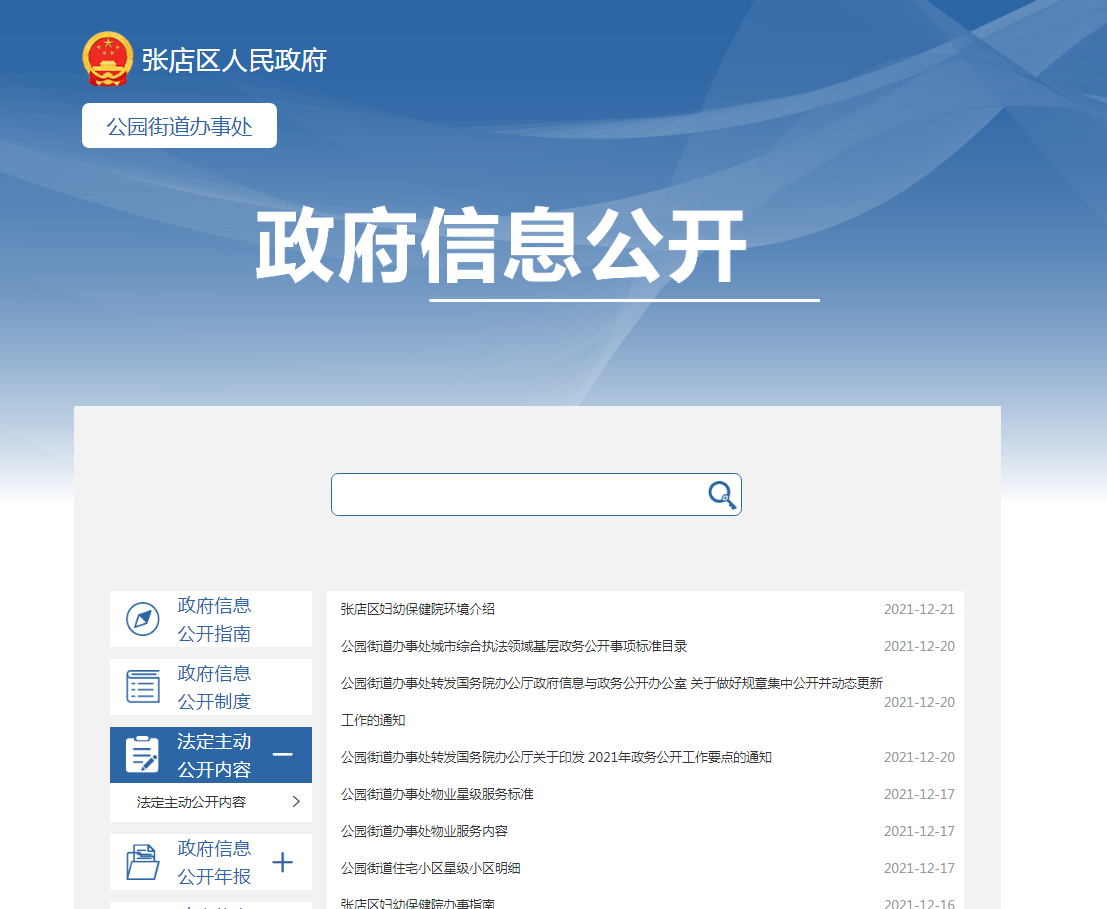 张店区人民政府
公园街道办事处
政府信息公开
政府信息
公开指南
政府信息
公开制度
法定主动
公开内容
法定主动公开内容
政府信息
公开年报
张店区妇幼保健院环境介绍 2021-12-21
公园街道办事处城市综合执法领域基层政务公开事项标准目录 2021-12-20
公园街道办事处转发国务院办公厅政府信息与政务公开办公室 关于做好规章集中公开并动态更新
工作的通知 2021-12-20
公园街道办事处转发国务院办公厅关于印发 2021年政务公开工作要点的通知 2021-12-20
公园街道办事处物业星级服务标准 2021-12-17
公园街道办事处物业服务内容 2021-12-17
公园街道住宅小区星级小区明细 2021-12-17
张店区妇幼保健院办事指南 2021-12-16